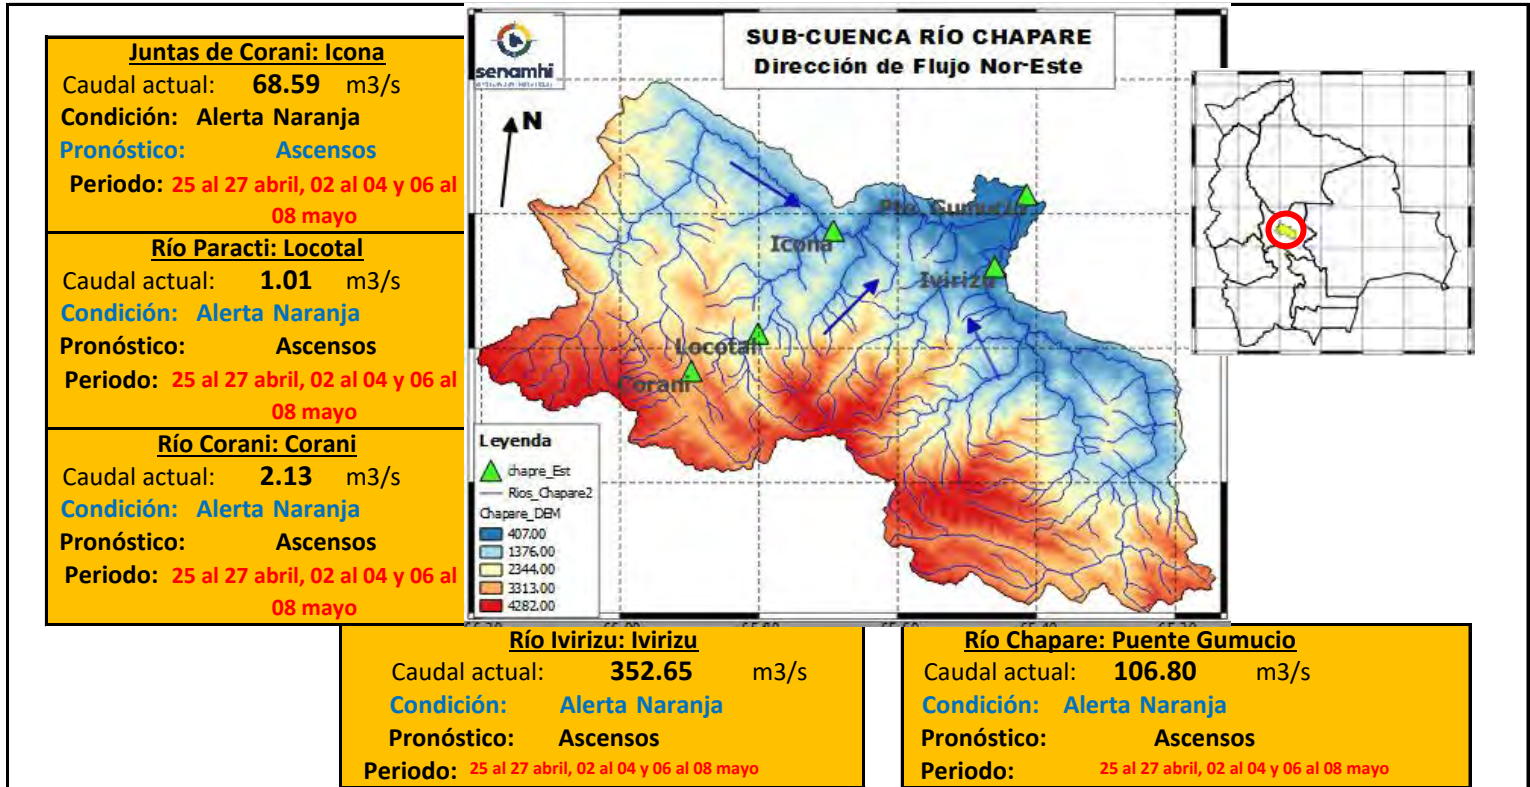 Juntas de Corani: Icona
Caudal actual: 68.59 m3/s
Condición: Alerta Naranja
Pronóstico: Ascensos
Periodo: 25 al 27 abril, 02 al 04 y 06 al
08 mayo
Río Paracti: Locotal
Caudal actual: 1.01 m3/s
Condición: Alerta Naranja
Pronóstico: Ascensos
Periodo: 25 al 27 abril, 02 al 04 y 06 al
08 mayo
Río Corani: Corani
Caudal actual: 2.13 m3/s
Condición: Alerta Naranja
Pronóstico: Ascensos
Periodo: 25 al 27 abril, 02 al 04 y 06 al
08 mayo
senamhi
SUB-CUENCA RÍO CHAPARE
Dirección de Flujo Nor-Este
N
Pte. Gumucio
Icona
Ivirizu
Locotal
Corani
Leyenda
chapre_Est
Rios_Chapare2
Chapare_DEM
407.00
1376.00
2344.00
3313.00
4282.00
Río Ivirizu: Ivirizu
Caudal actual: 352.65 m3/s
Condición: Alerta Naranja
Pronóstico: Ascensos
Periodo: 25 al 27 abril, 02 al 04 y 06 al 08 mayo
Río Chapare: Puente Gumucio
Caudal actual: 106.80 m3/s
Condición: Alerta Naranja
Pronóstico: Ascensos
Periodo: 25 al 27 abril, 02 al 04 y 06 al 08 mayo